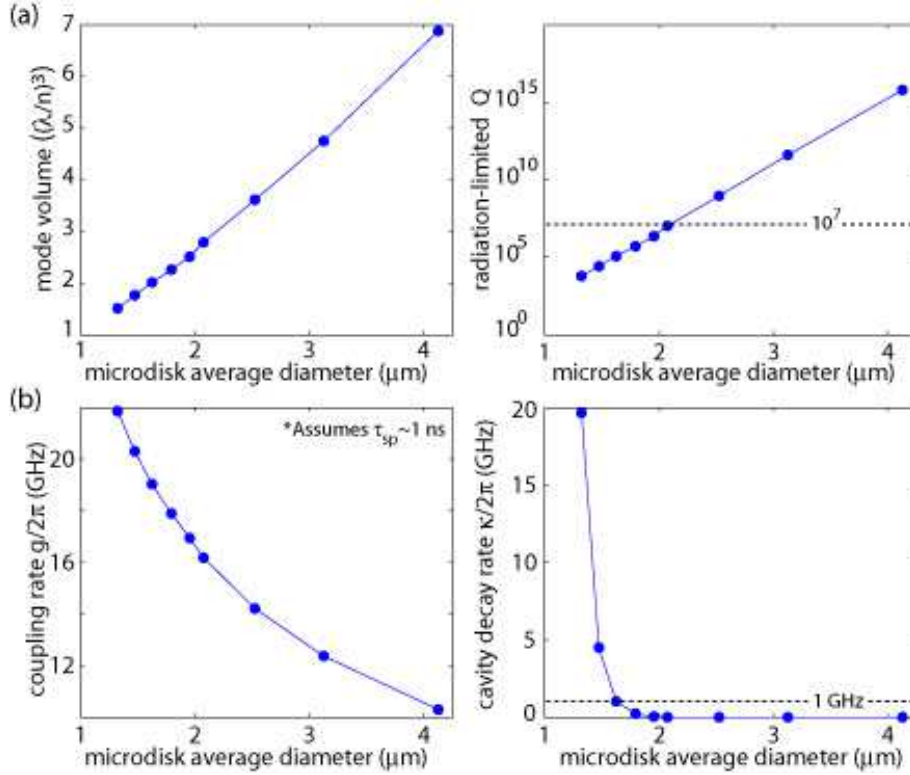 (a)
7
6
5
4
3
2
1
mode volume ((λ/n)³)
1 2 3 4
microdisk average diameter (μm)
10¹⁵
10¹⁰
10⁵
10⁰
radiation-limited Q
10⁷
1 2 3 4
microdisk average diameter (μm)
(b)
*Assumes τsp~1 ns
20
16
12
coupling rate g/2π (GHz)
1 2 3 4
microdisk average diameter (μm)
20
15
10
5
0
cavity decay rate κ/2π (GHz)
1 GHz
1 2 3 4
microdisk average diameter (μm)